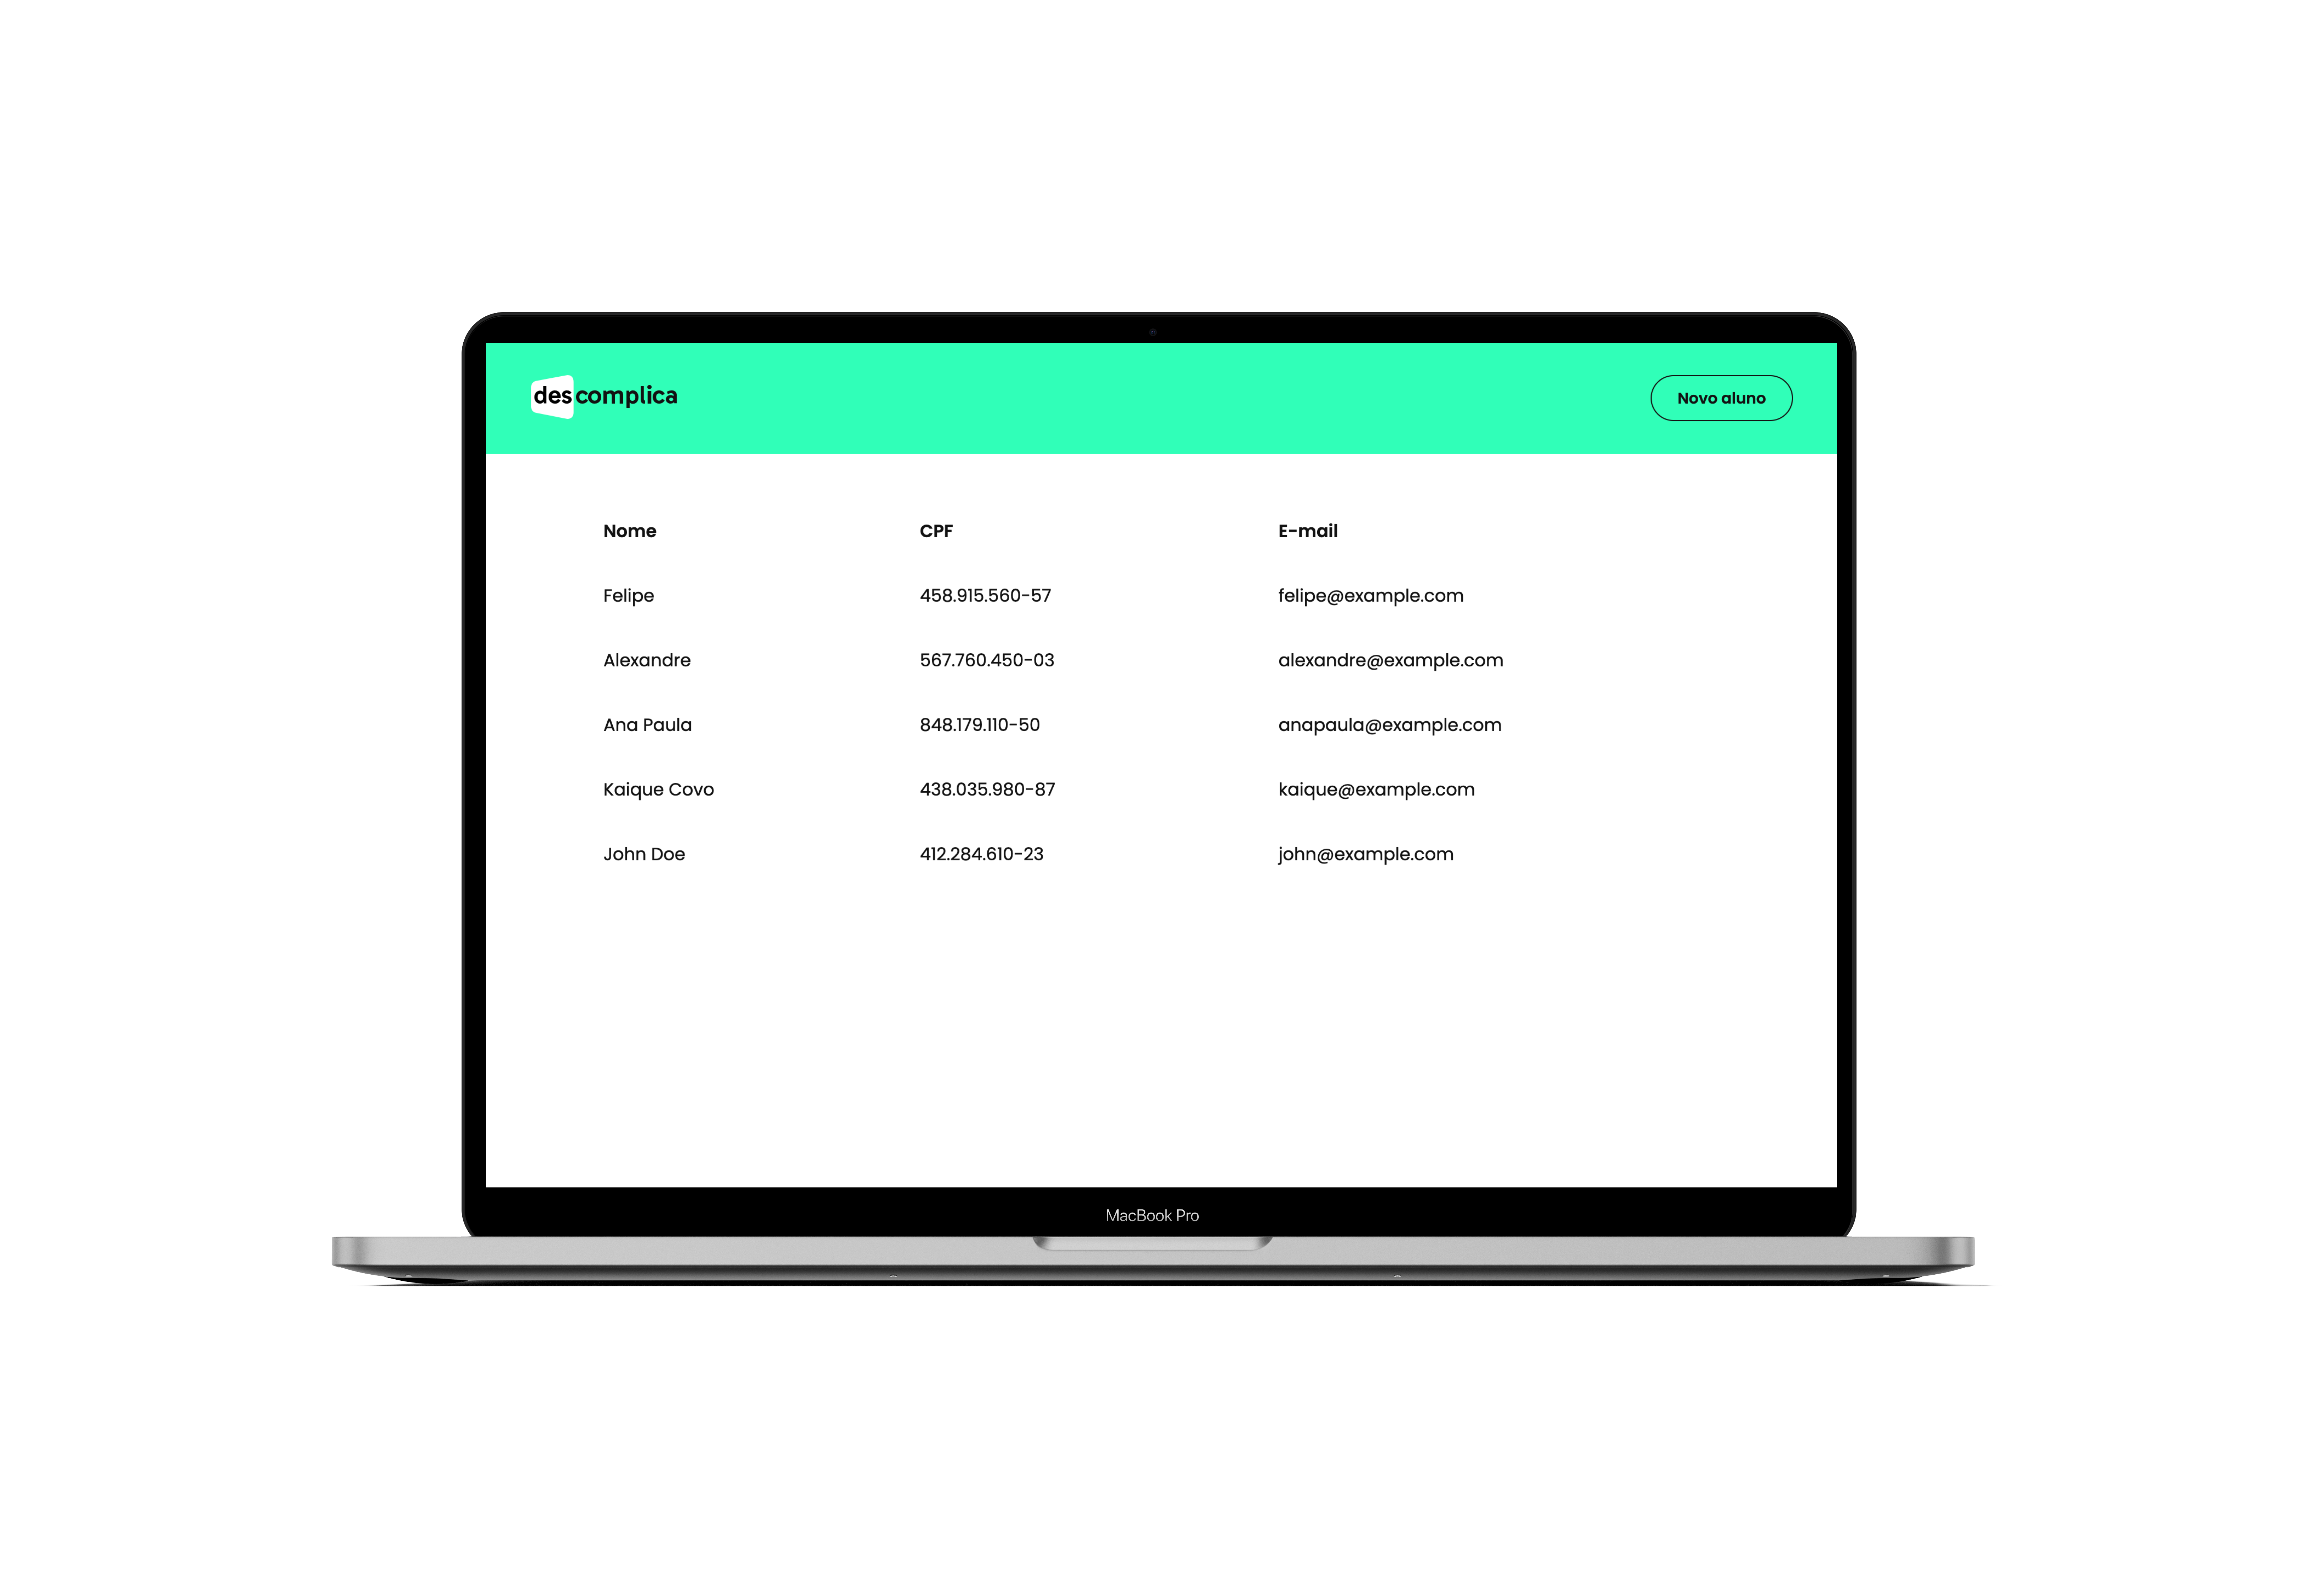 descomplica Novo aluno
Nome CPF E-mail
Felipe 458.915.560-57 felipe@example.com
Alexandre 567.760.450-03 alexandre@example.com
Ana Paula 848.179.110-50 anapaula@example.com
Kaique Covo 438.035.980-87 kaique@example.com
John Doe 412.284.610-23 john@example.com
MacBook Pro